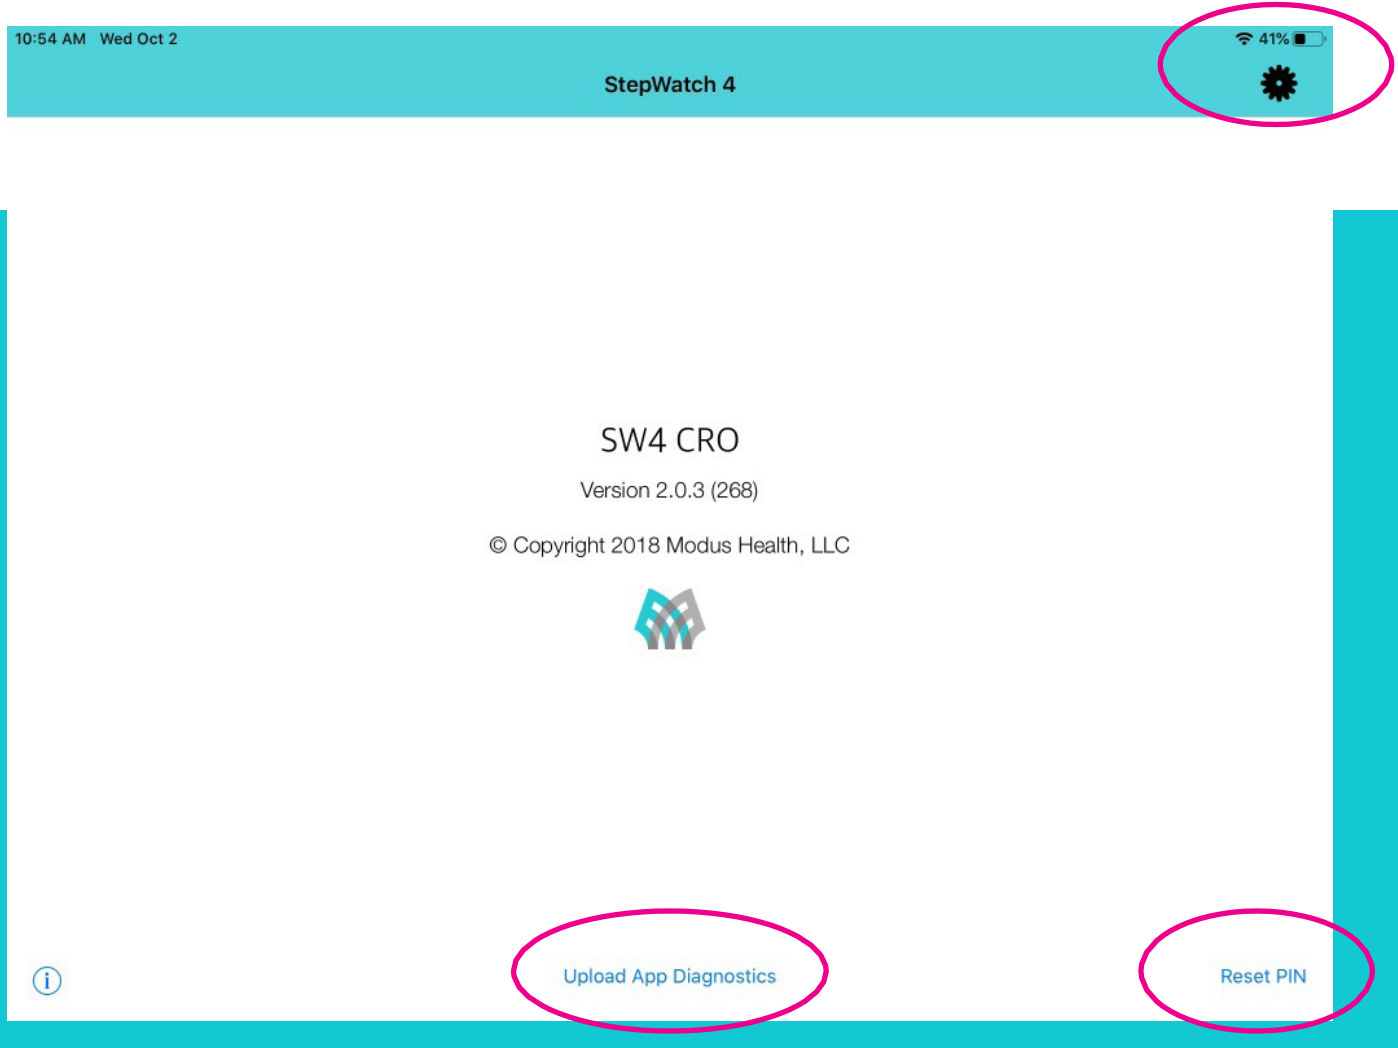 10:54 AM Wed Oct 2
41%
StepWatch 4
SW4 CRO
Version 2.0.3 (268)
© Copyright 2018 Modus Health, LLC
i
Upload App Diagnostics
Reset PIN